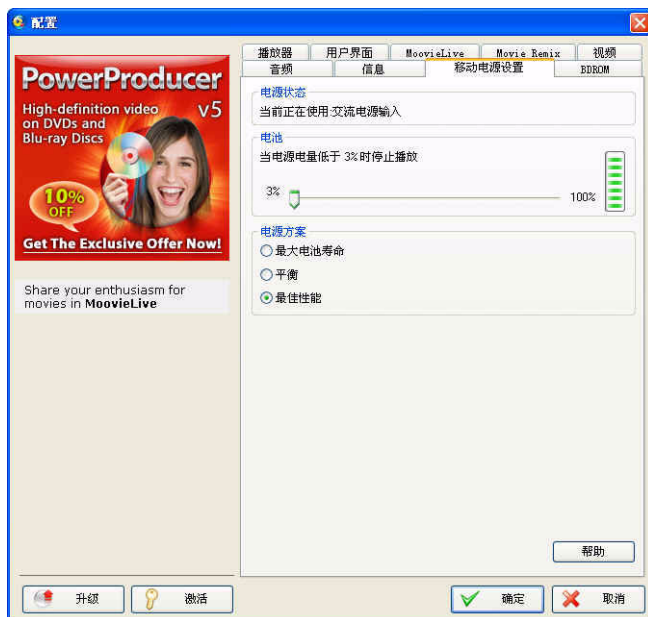 配置
PowerProducer
High-definition video
on DVDs and
Blu-ray Discs
v5
10%
OFF
Get The Exclusive Offer Now!
Share your enthusiasm for
movies in MoovieLive
播放器 用户界面 MoovieLive Movie Remix 视频
音频 信息 移动电源设置 BDROM
电源状态
当前正在使用:交流电源输入
电池
当电源电量低于 3% 时停止播放
3% 100%
电源方案
最大电池寿命
平衡
最佳性能
帮助
升级 激活 确定 取消